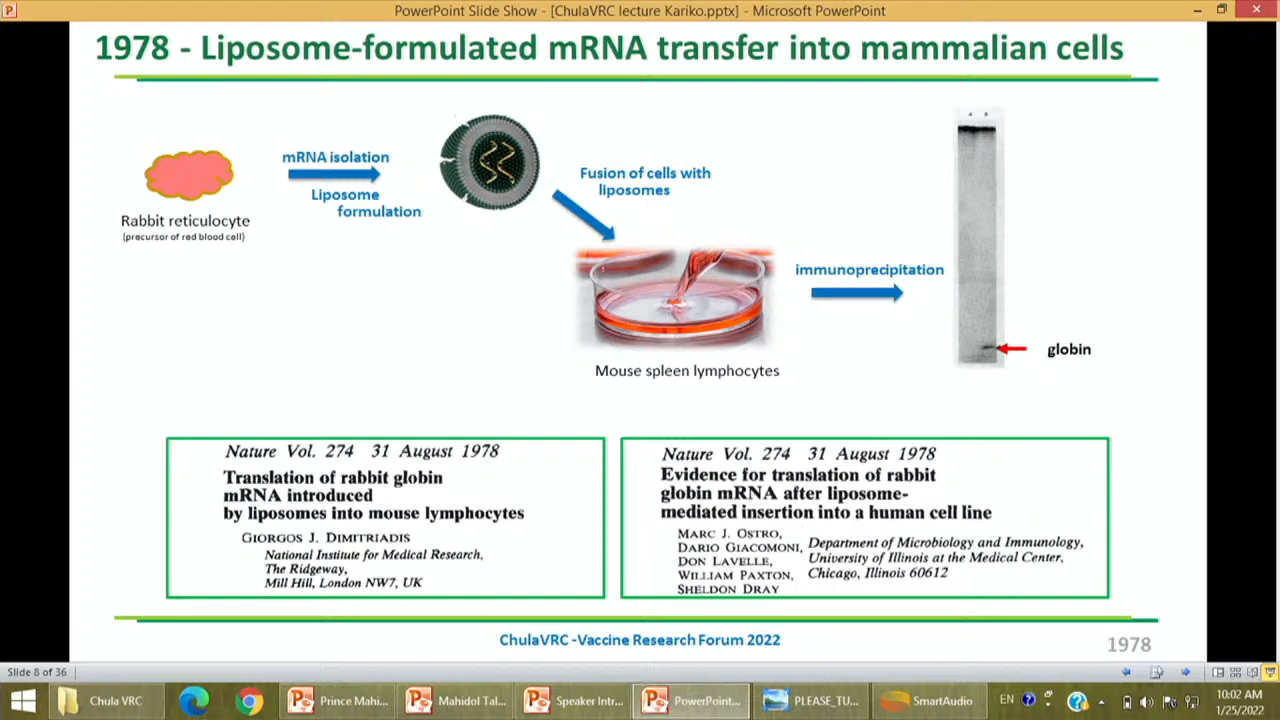 PowerPoint Slide Show - [ChulaVRC lecture Kariko.pptx] - Microsoft PowerPoint
1978 - Liposome-formulated mRNA transfer into mammalian cells
mRNA isolation
Liposome
formulation
Rabbit reticulocyte
(precursor of red blood cell)
Fusion of cells with
liposomes
Mouse spleen lymphocytes
immunoprecipitation
globin
Nature Vol. 274 31 August 1978
Translation of rabbit globin
mRNA introduced
by liposomes into mouse lymphocytes
GIORGOS J. DIMITRIADIS
National Institute for Medical Research,
The Ridgeway,
Mill Hill, London NW7, UK
Nature Vol. 274 31 August 1978
Evidence for translation of rabbit
globin mRNA after liposome-
mediated insertion into a human cell line
MARC J. OSTRO,
DARIO GIACOMONI,
DON LAVELLE,
WILLIAM PAXTON,
SHELDON DRAY
Department of Microbiology and Immunology,
University of Illinois at the Medical Center,
Chicago, Illinois 60612
ChulaVRC -Vaccine Research Forum 2022
1978
Slide 8 of 36
Chula VRC
Prince Mahi...
Mahidol Tal...
Speaker Intr...
PowerPoint...
PLEASE_TU...
SmartAudio
EN
10:02 AM
1/25/2022